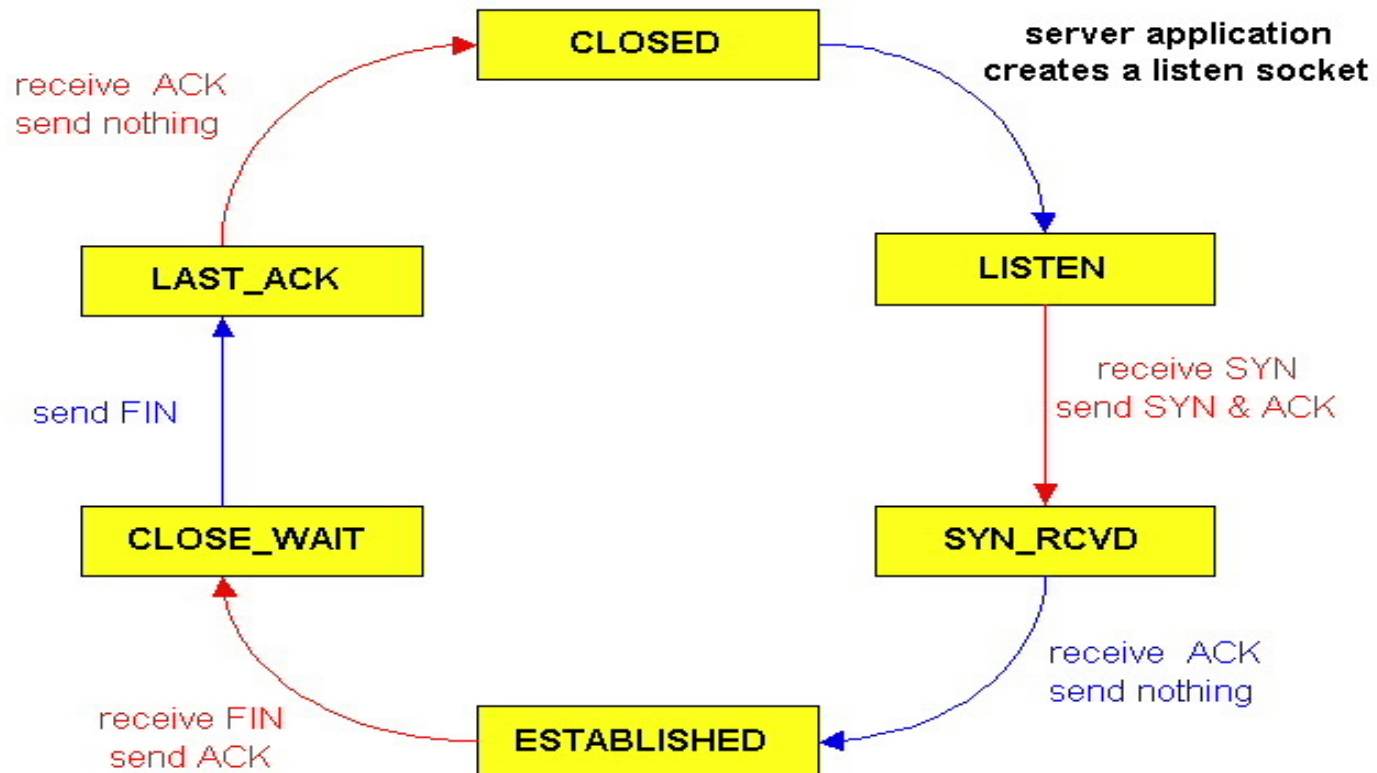 CLOSED
server application
creates a listen socket
receive ACK
send nothing
LAST_ACK
LISTEN
receive SYN
send SYN & ACK
send FIN
CLOSE_WAIT
SYN_RCVD
receive ACK
send nothing
receive FIN
send ACK
ESTABLISHED